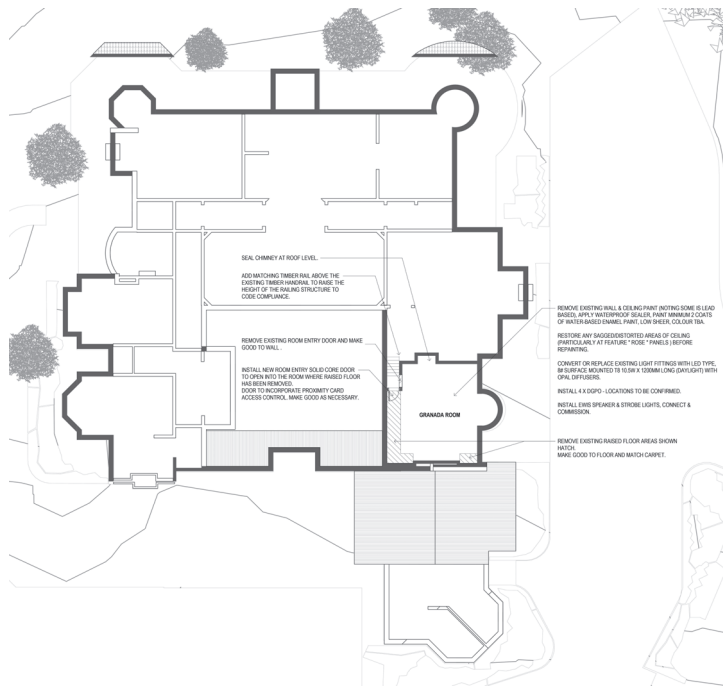 SEAL CHIMNEY AT ROOF LEVEL.
ADD MATCHING TIMBER RAIL ABOVE THE
EXISTING TIMBER HANDRAIL TO RAISE THE
HEIGHT OF THE RAILING STRUCTURE TO
CODE COMPLIANCE.
REMOVE EXISTING ROOM ENTRY DOOR AND MAKE
GOOD TO WALL .
INSTALL NEW ROOM ENTRY SOLID CORE DOOR
TO OPEN INTO THE ROOM WHERE RAISED FLOOR
HAS BEEN REMOVED.
DOOR TO INCORPORATE PROXIMITY CARD
ACCESS CONTROL. MAKE GOOD AS NECESSARY.
GRANADA ROOM
REMOVE EXISTING WALL & CEILING PAINT (NOTING SOME IS LEAD
BASED), APPLY WATERPROOF SEALER, PAINT MINIMUM 2 COATS
OF WATER-BASED ENAMEL PAINT, LOW SHEER, COLOUR TBA.
RESTORE ANY SAGGED/DISTORTED AREAS OF CEILING
(PARTICULARLY AT FEATURE " ROSE " PANELS ) BEFORE
REPAINTING.
CONVERT OR REPLACE EXISTING LIGHT FITTINGS WITH LED TYPE,
8# SURFACE MOUNTED T8 10.5W X 1200MM LONG (DAYLIGHT) WITH
OPAL DIFFUSERS.
INSTALL 4 X DGPO - LOCATIONS TO BE CONFIRMED.
INSTALL EWIS SPEAKER & STROBE LIGHTS, CONNECT &
COMMISSION.
REMOVE EXISTING RAISED FLOOR AREAS SHOWN
HATCH.
MAKE GOOD TO FLOOR AND MATCH CARPET.